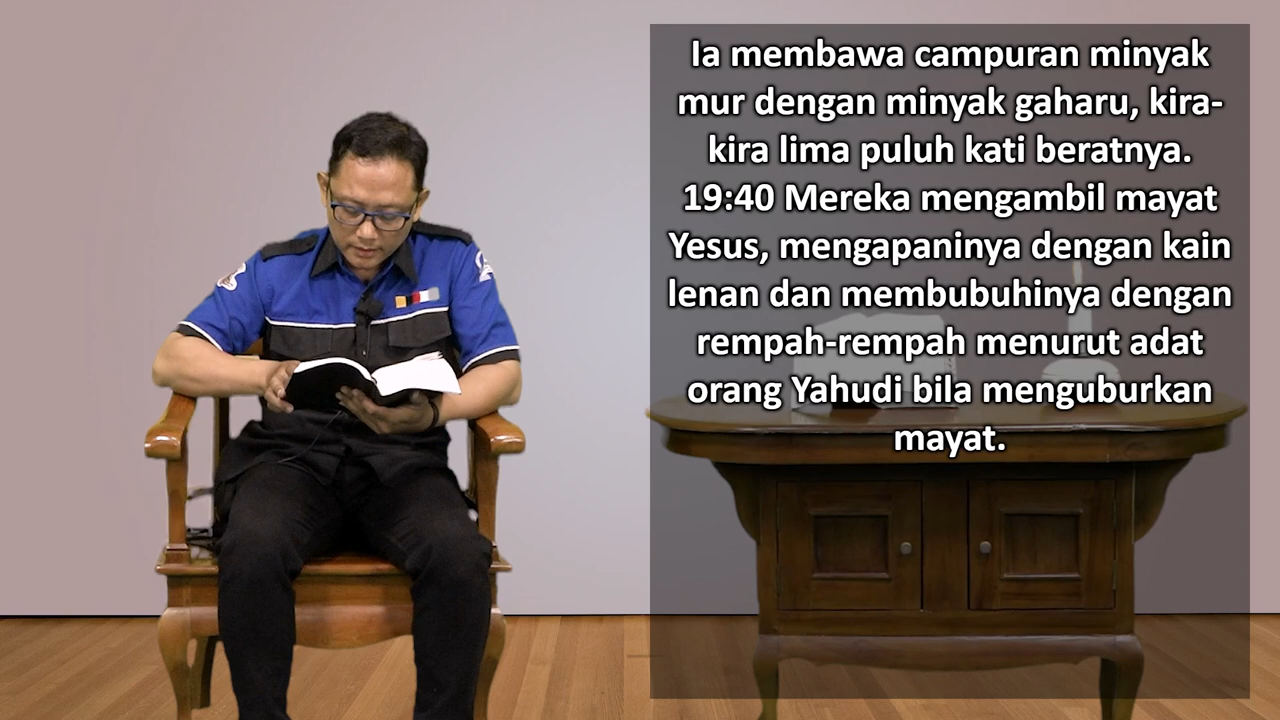 Ia membawa campuran minyak
mur dengan minyak gaharu, kira-
kira lima puluh kati beratnya.
19:40 Mereka mengambil mayat
Yesus, mengapaninya dengan kain
lenan dan membubuhinya dengan
rempah-rempah menurut adat
orang Yahudi bila menguburkan
mayat.